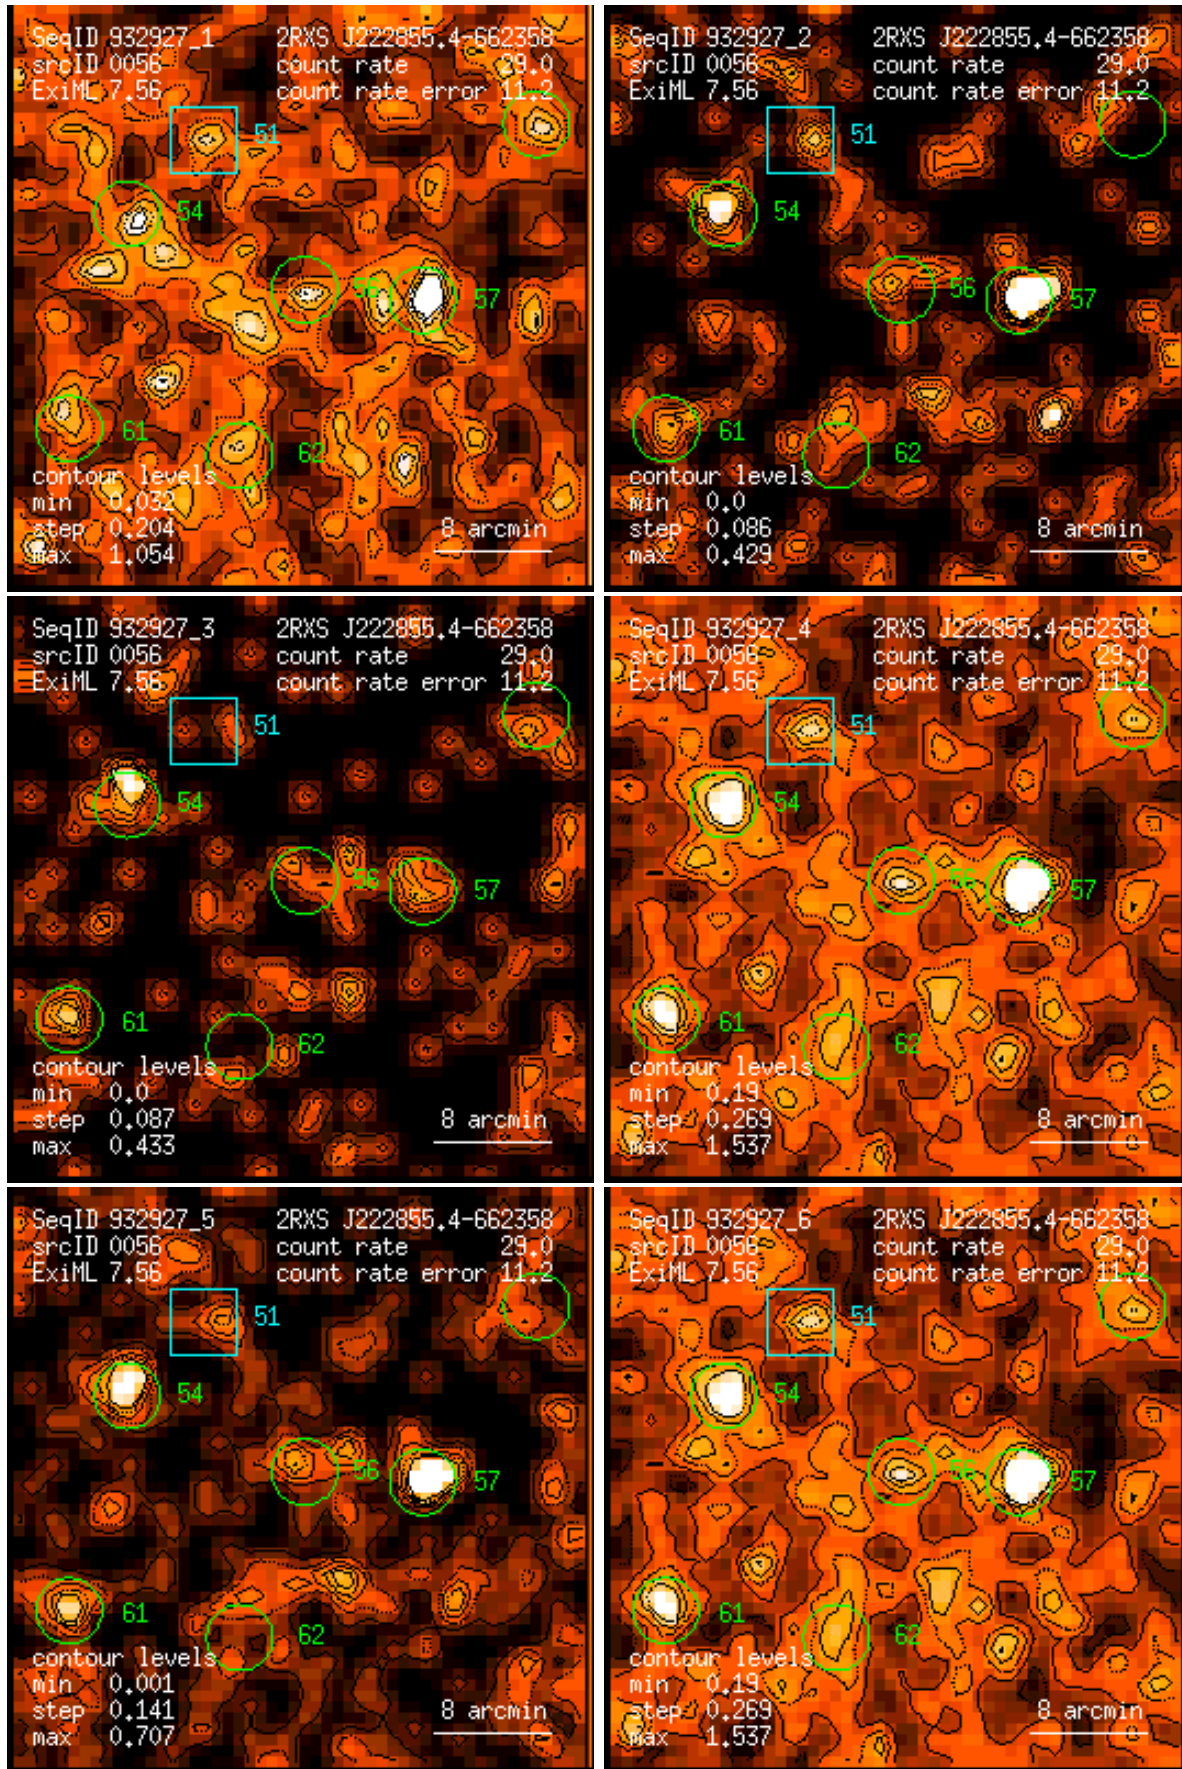 SeqID 932927_1 2RXS J222855.4-662358
srcID 0056 count rate 29.0
ExiML 7.56 count rate error 11.2
51
54
56
57
61
62
contour levels
min 0.032
step 0.204 8 arcmin
max 1.054
SeqID 932927_2 2RXS J222855.4-662358
srcID 0056 count rate 29.0
ExiML 7.56 count rate error 11.2
51
54
56
57
61
62
contour levels
min 0.0
step 0.086 8 arcmin
max 0.429
SeqID 932927_3 2RXS J222855.4-662358
srcID 0056 count rate 29.0
ExiML 7.56 count rate error 11.2
51
54
56
57
61
62
contour levels
min 0.0
step 0.087 8 arcmin
max 0.433
SeqID 932927_4 2RXS J222855.4-662358
srcID 0056 count rate 29.0
ExiML 7.56 count rate error 11.2
51
54
56
57
61
62
contour levels
min 0.19
step 0.269 8 arcmin
max 1.537
SeqID 932927_5 2RXS J222855.4-662358
srcID 0056 count rate 29.0
ExiML 7.56 count rate error 11.2
51
54
56
57
61
62
contour levels
min 0.001
step 0.141 8 arcmin
max 0.707
SeqID 932927_6 2RXS J222855.4-662358
srcID 0056 count rate 29.0
ExiML 7.56 count rate error 11.2
51
54
56
57
61
62
contour levels
min 0.19
step 0.269 8 arcmin
max 1.537